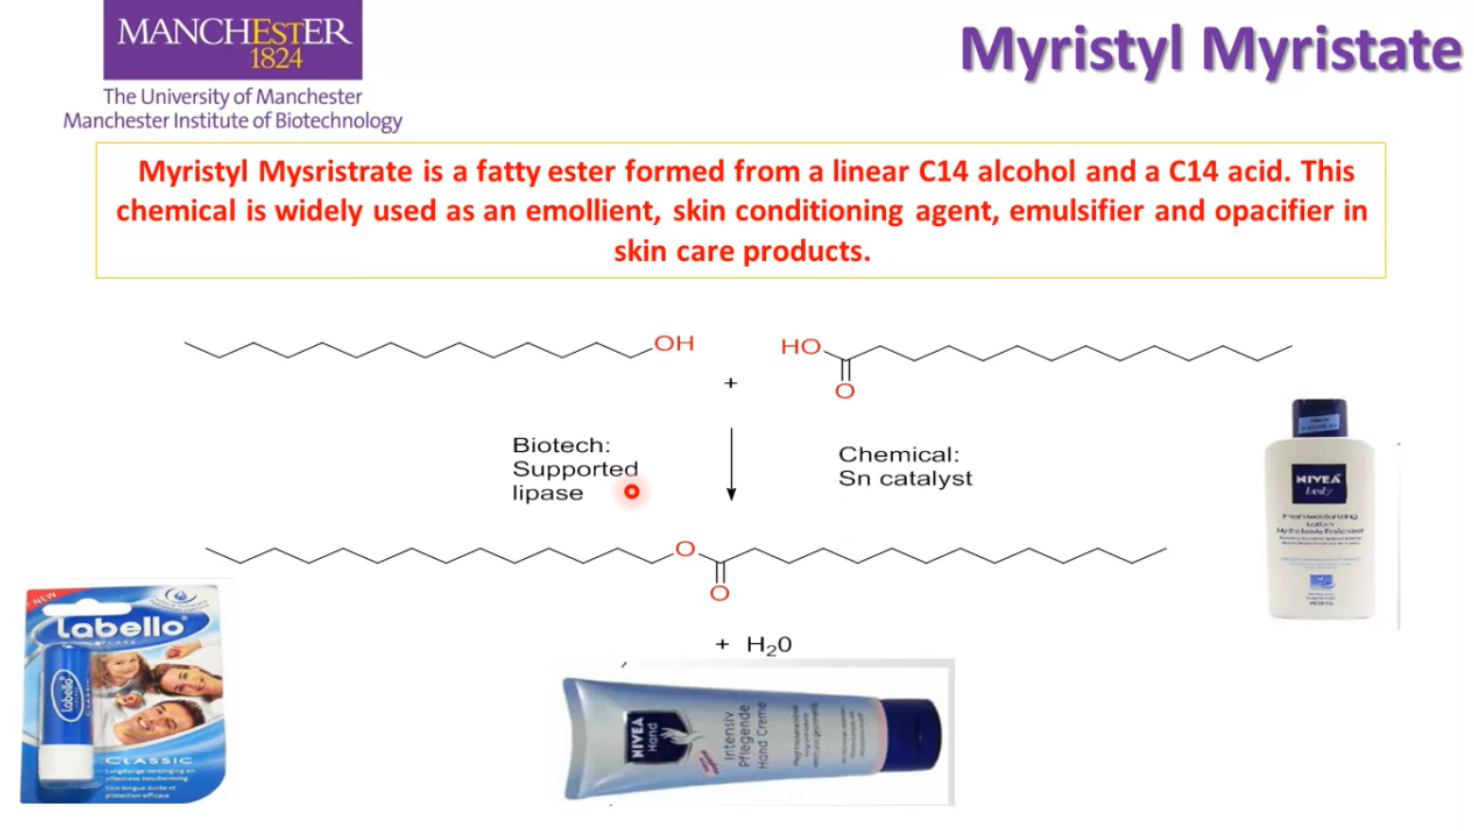 MANCHESTER
1824
The University of Manchester
Manchester Institute of Biotechnology
Myristyl Myristate
Myristyl Mysristrate is a fatty ester formed from a linear C14 alcohol and a C14 acid. This
chemical is widely used as an emollient, skin conditioning agent, emulsifier and opacifier in
skin care products.
OH
HO
O
+
Biotech:
Supported
lipase
Chemical:
Sn catalyst
O
O
+ H₂0
NIVEA
body
NEW
Labello
Labello
CLASSIC
NIVEA
Hand
Intensiv
Pflegende
Hand Creme